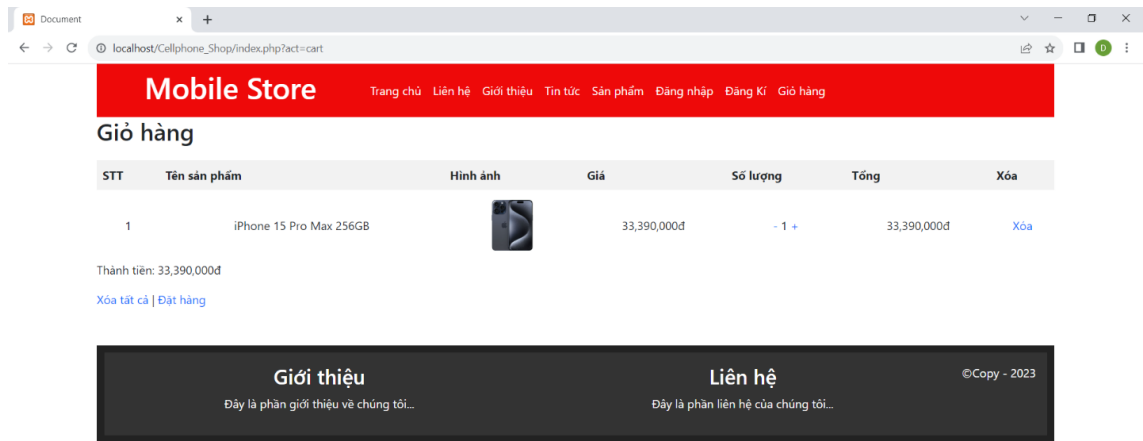 Document
localhost/Cellphone_Shop/index.php?act=cart
D
Mobile Store
Trang chủ Liên hệ Giới thiệu Tin tức Sản phẩm Đăng nhập Đăng Kí Giỏ hàng
Giỏ hàng
STT Tên sản phẩm Hình ảnh Giá Số lượng Tổng Xóa
1 iPhone 15 Pro Max 256GB 33,390,000đ - 1 + 33,390,000đ Xóa
Thành tiền: 33,390,000đ
Xóa tất cả | Đặt hàng
Giới thiệu
Đây là phần giới thiệu về chúng tôi...
Liên hệ
Đây là phần liên hệ của chúng tôi...
©Copy - 2023